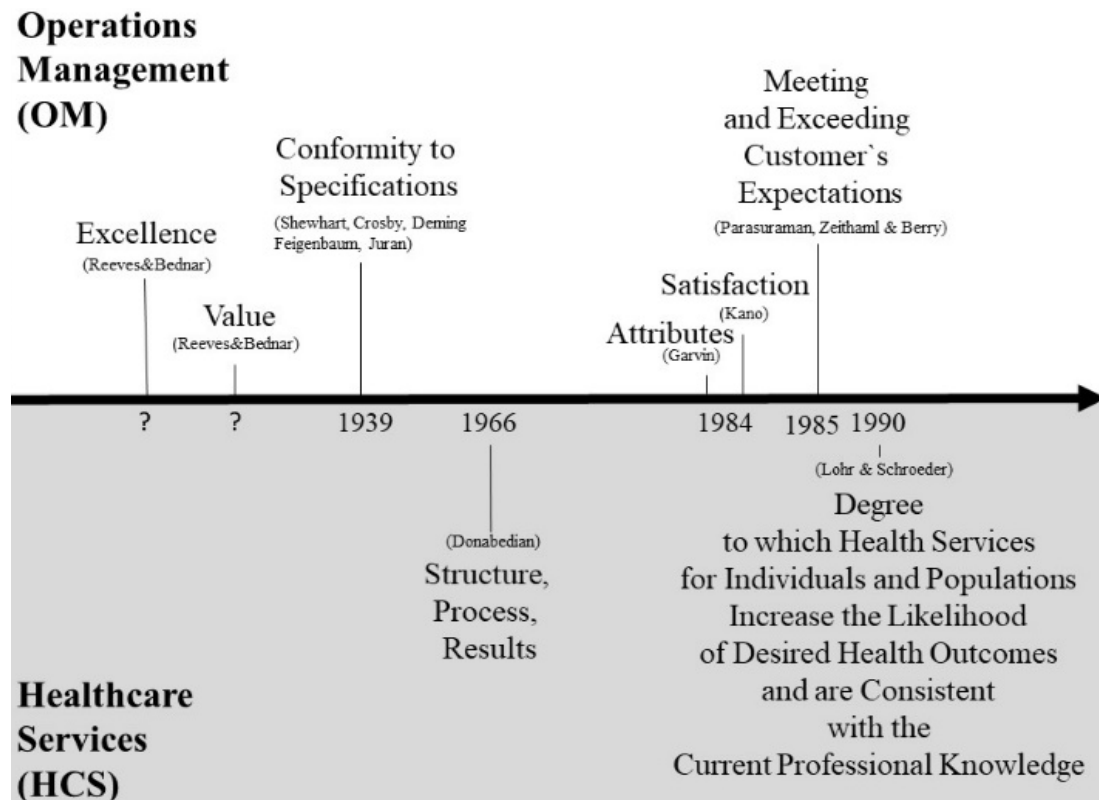 Operations
Management
(OM)
Excellence
(Reeves&Bednar)
Value
(Reeves&Bednar)
Conformity to
Specifications
(Shewhart, Crosby, Deming
Feigenbaum, Juran)
Attributes
(Garvin)
Satisfaction
(Kano)
Meeting
and Exceeding
Customer`s
Expectations
(Parasuraman, Zeithaml & Berry)
? ? 1939 1966 1984 1985 1990
(Donabedian)
Structure,
Process,
Results
(Lohr & Schroeder)
Degree
to which Health Services
for Individuals and Populations
Increase the Likelihood
of Desired Health Outcomes
and are Consistent
with the
Current Professional Knowledge
Healthcare
Services
(HCS)